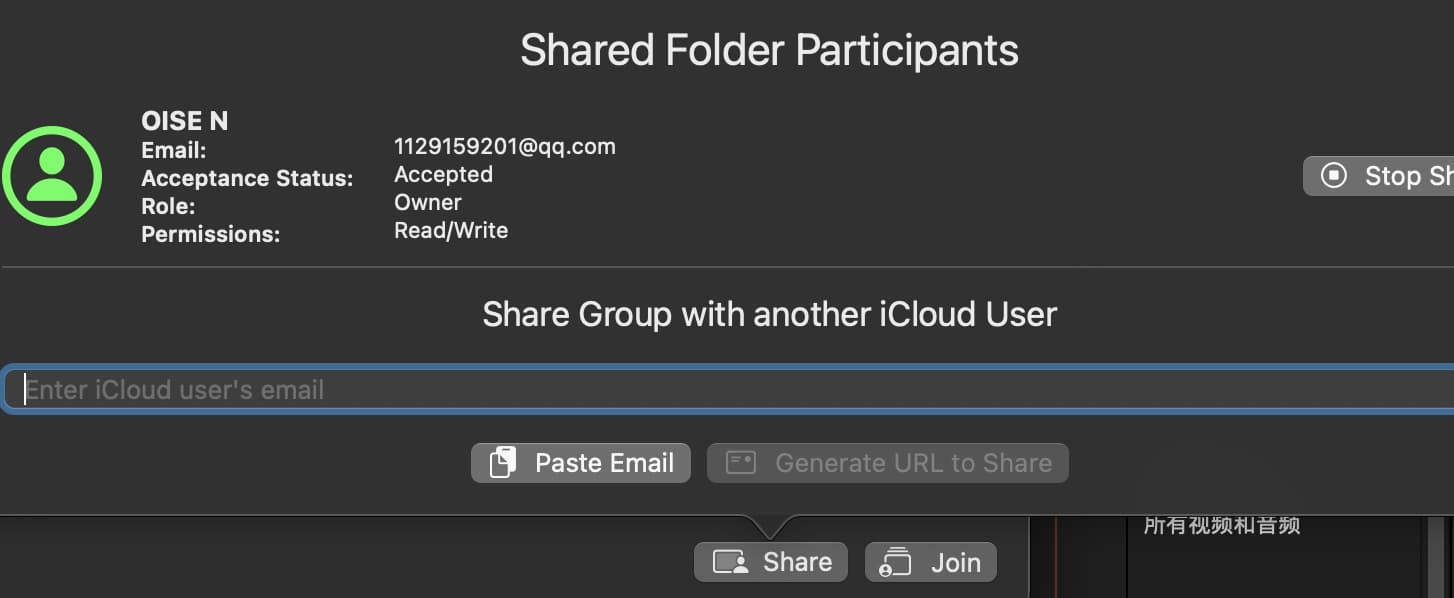 Shared Folder Participants
OISE N
Email: 1129159201@qq.com
Acceptance Status: Accepted
Role: Owner
Permissions: Read/Write
Stop Sh
Share Group with another iCloud User
Enter iCloud user's email
Paste Email
Generate URL to Share
所有视频和音频
Share
Join